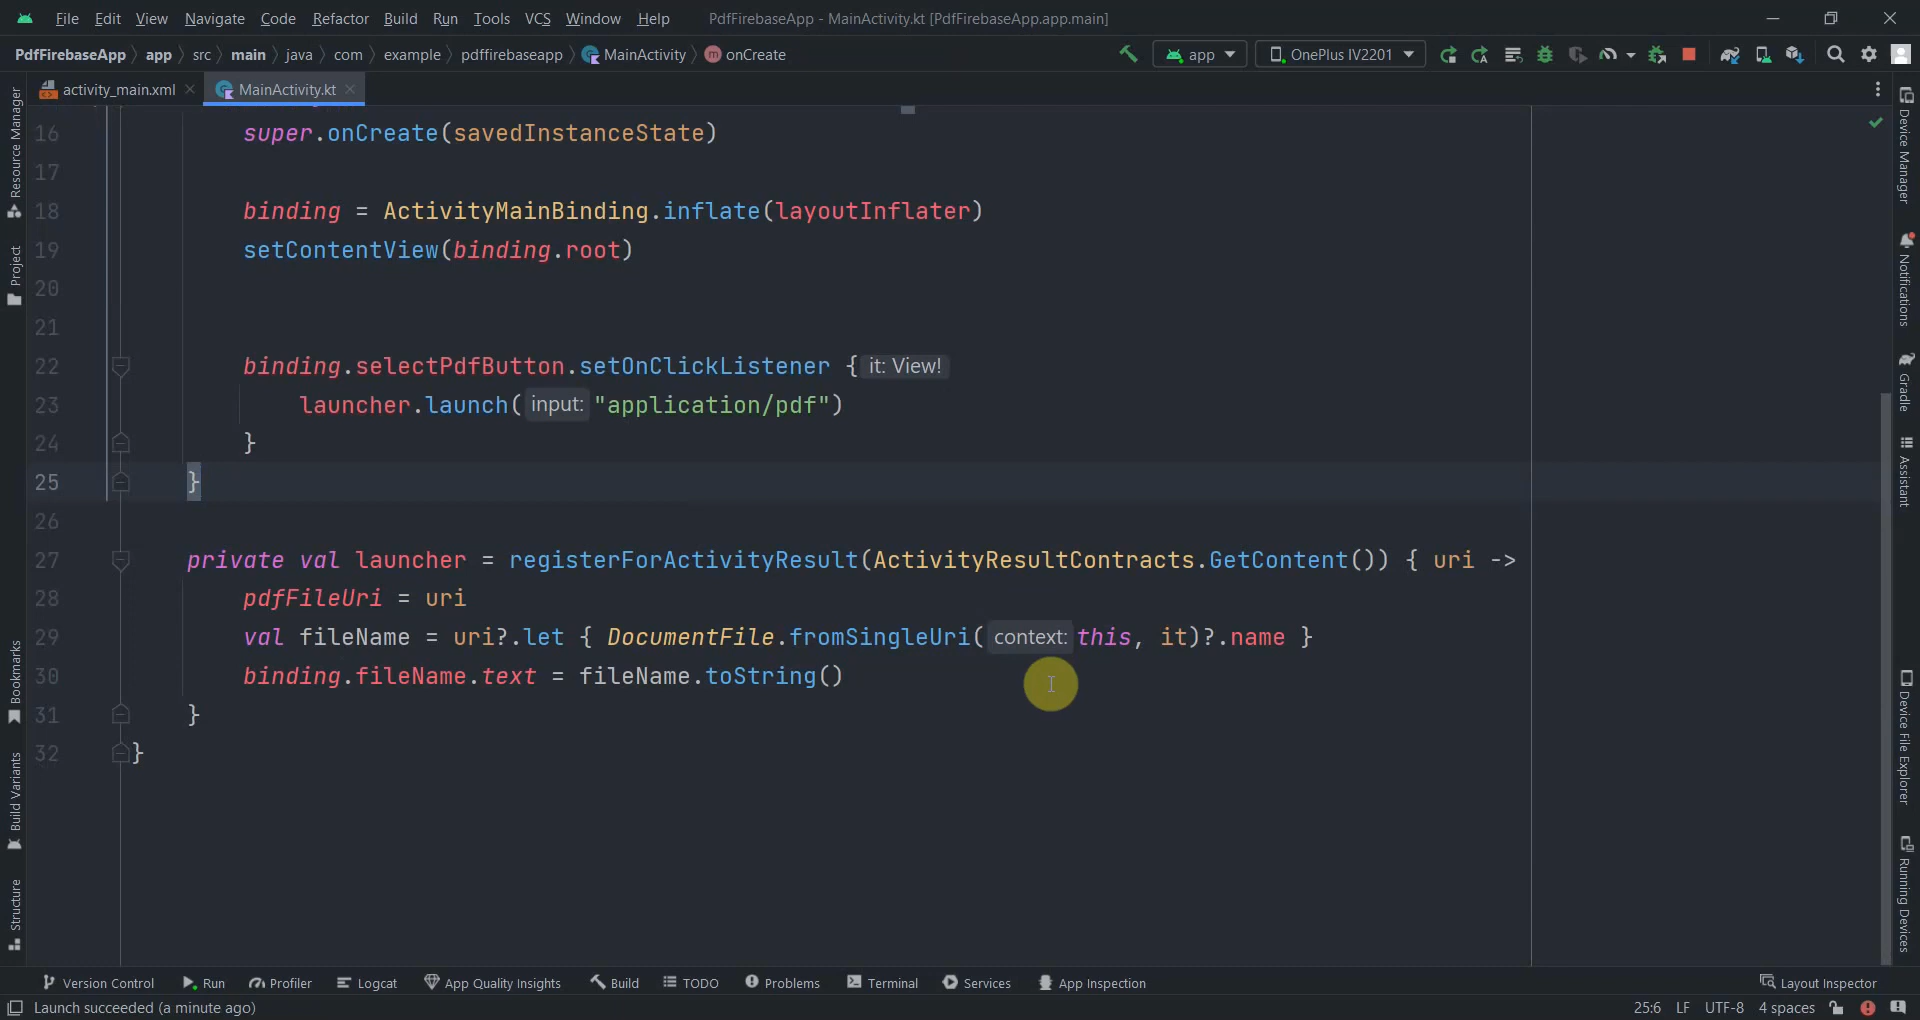 File Edit View Navigate Code Refactor Build Run Tools VCS Window Help PdfFirebaseApp - MainActivity.kt [PdfFirebaseApp.app.main]
PdfFirebaseApp app src main java com example pdffirebaseapp MainActivity onCreate app OnePlus IV2201
activity_main.xml MainActivity.kt
16 super.onCreate(savedInstanceState)
17
18 binding = ActivityMainBinding.inflate(layoutInflater)
19 setContentView(binding.root)
20
21
22 binding.selectPdfButton.setOnClickListener { it: View!
23 launcher.launch( input: "application/pdf")
24 }
25 }
26
27 private val launcher = registerForActivityResult(ActivityResultContracts.GetContent()) { uri ->
28 pdfFileUri = uri
29 val fileName = uri?.let { DocumentFile.fromSingleUri( context: this, it)?.name }
30 binding.fileName.text = fileName.toString()
31 }
32 }
Resource Manager
Project
Bookmarks
Build Variants
Structure
Device Manager
Notifications
Gradle
Assistant
Device File Explorer
Running Devices
Version Control Run Profiler Logcat App Quality Insights Build TODO Problems Terminal Services App Inspection Layout Inspector
Launch succeeded (a minute ago) 25:6 LF UTF-8 4 spaces